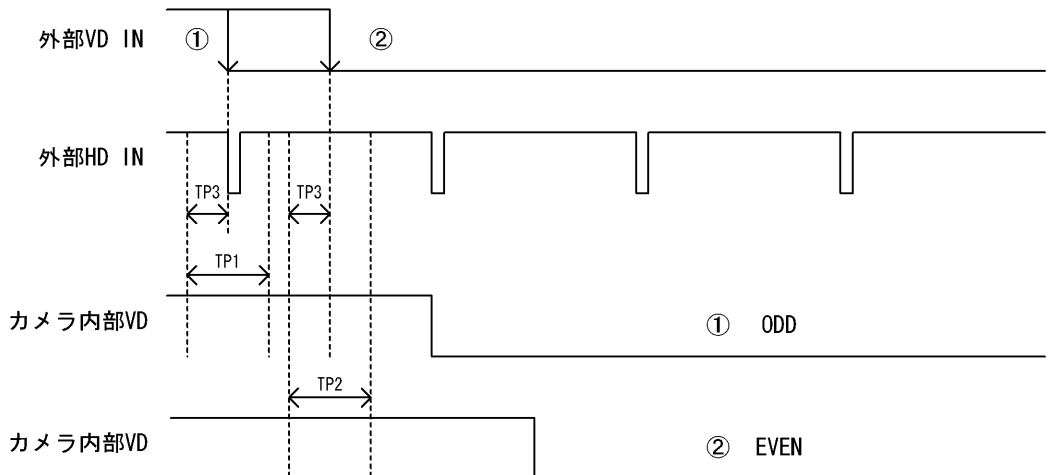 外部VD IN
①
②
外部HD IN
TP3
TP3
TP1
カメラ内部VD
① ODD
TP2
カメラ内部VD
② EVEN